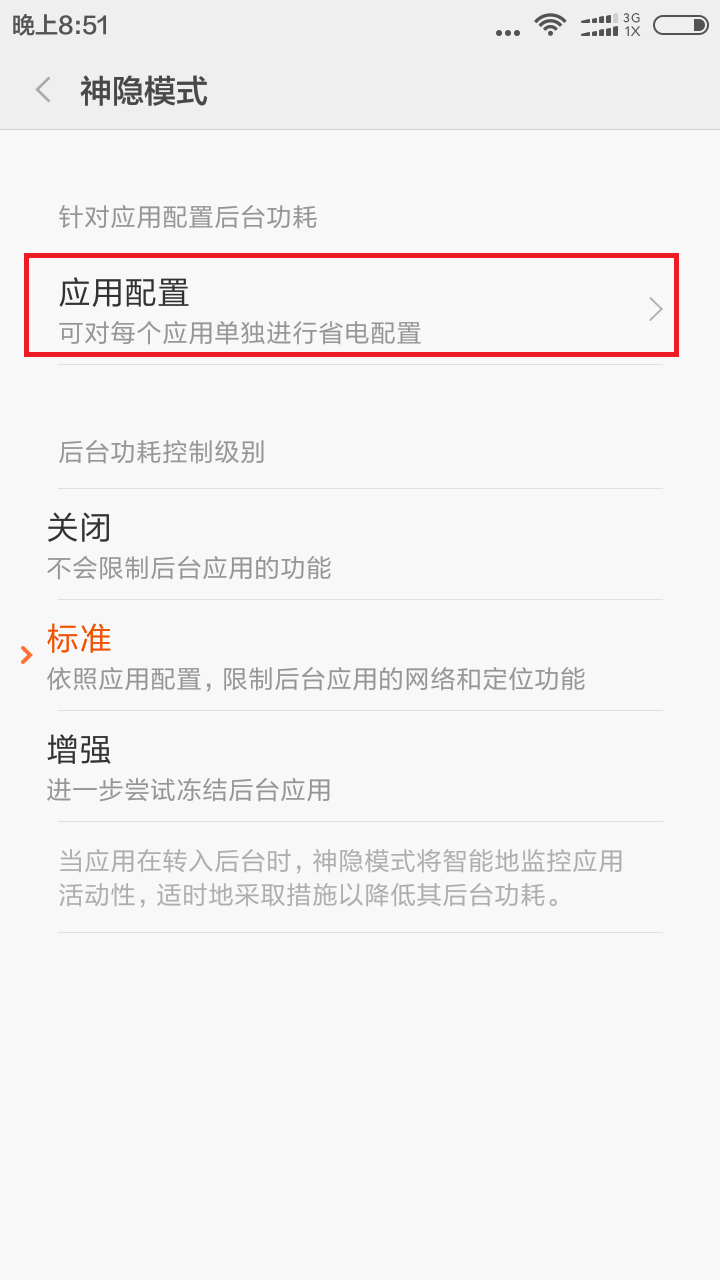 晚上8:51
3G
1X
神隐模式
针对应用配置后台功耗
应用配置
可对每个应用单独进行省电配置
后台功耗控制级别
关闭
不会限制后台应用的功能
标准
依照应用配置，限制后台应用的网络和定位功能
增强
进一步尝试冻结后台应用
当应用在转入后台时，神隐模式将智能地监控应用
活动性，适时地采取措施以降低其后台功耗。